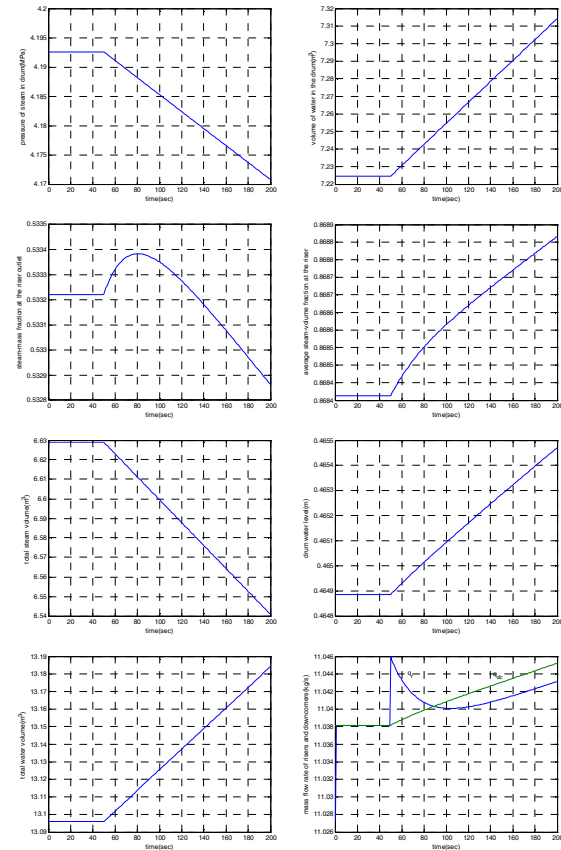 pressure of steam in drum(MPa)
4.2
4.195
4.19
4.185
4.18
4.175
4.17
0 20 40 60 80 100 120 140 160 180 200
time(sec)
volume of water in the drum(m³)
7.32
7.31
7.3
7.29
7.28
7.27
7.26
7.25
7.24
7.23
7.22
0 20 40 60 80 100 120 140 160 180 200
time(sec)
steam-mass fraction at the riser outlet
0.5335
0.5334
0.5333
0.5332
0.5331
0.533
0.5329
0.5328
0 20 40 60 80 100 120 140 160 180 200
time(sec)
average steam-volume fraction at the riser
0.8689
0.8689
0.8688
0.8688
0.8687
0.8687
0.8686
0.8686
0.8685
0.8685
0.8684
0 20 40 60 80 100 120 140 160 180 200
time(sec)
total steam volume(m³)
6.63
6.62
6.61
6.6
6.59
6.58
6.57
6.56
6.55
6.54
0 20 40 60 80 100 120 140 160 180 200
time(sec)
drum water level(m)
0.4655
0.4654
0.4653
0.4652
0.4651
0.465
0.4649
0.4648
0 20 40 60 80 100 120 140 160 180 200
time(sec)
total water volume(m³)
13.19
13.18
13.17
13.16
13.15
13.14
13.13
13.12
13.11
13.1
13.09
0 20 40 60 80 100 120 140 160 180 200
time(sec)
mass flow rate of risers and downcomers(kg/s)
11.046
11.044
11.042
11.04
11.038
11.036
11.034
11.032
11.03
11.028
11.026
qr
qdc
0 20 40 60 80 100 120 140 160 180 200
time(sec)